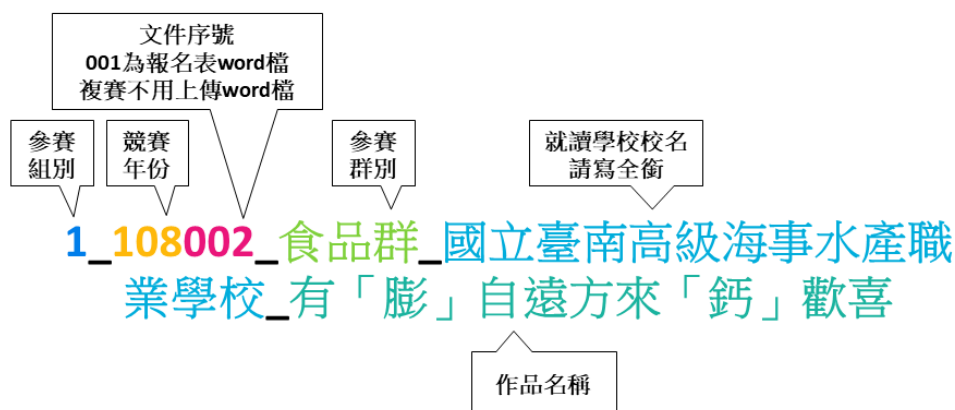 文件序號
001為報名表word檔
複賽不用上傳word檔
參賽
組別
競賽
年份
參賽
群別
就讀學校校名
請寫全銜
1_108002_食品群_國立臺南高級海事水產職
業學校_有「膨」自遠方來「鈣」歡喜
作品名稱